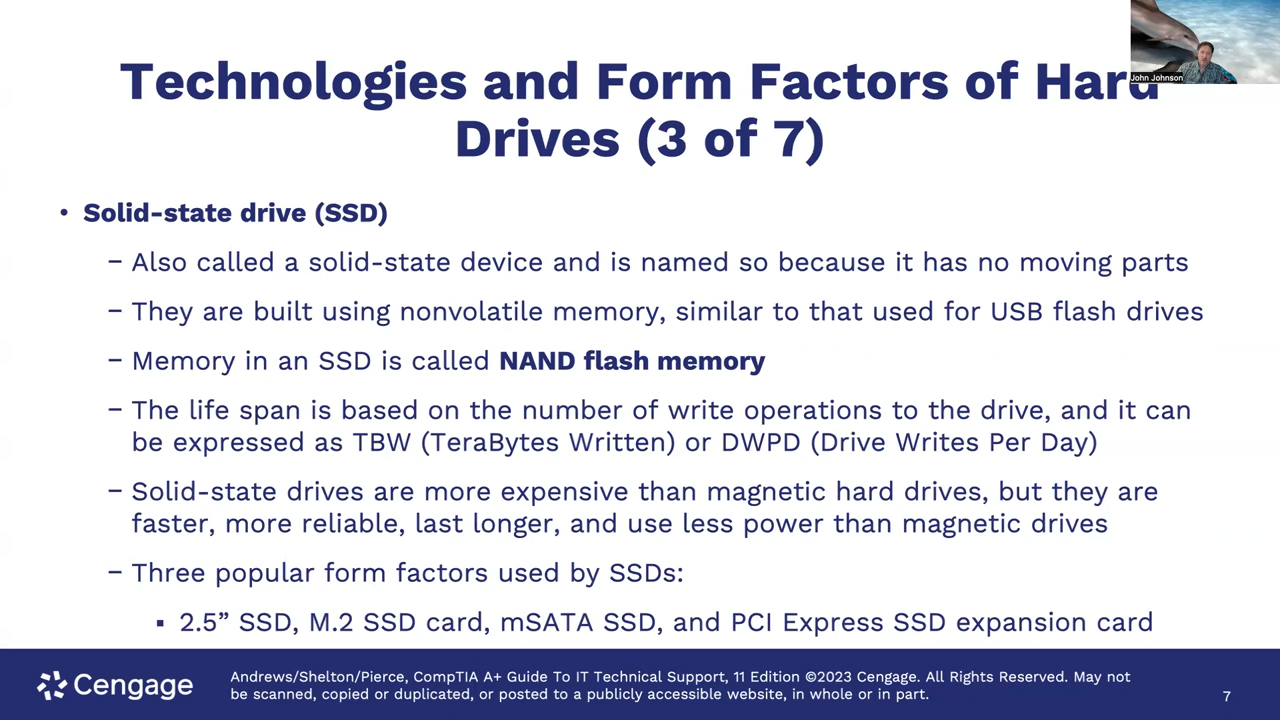 John Johnson
Technologies and Form Factors of Hard
Drives (3 of 7)
• Solid-state drive (SSD)
– Also called a solid-state device and is named so because it has no moving parts
– They are built using nonvolatile memory, similar to that used for USB flash drives
– Memory in an SSD is called NAND flash memory
– The life span is based on the number of write operations to the drive, and it can
be expressed as TBW (TeraBytes Written) or DWPD (Drive Writes Per Day)
– Solid-state drives are more expensive than magnetic hard drives, but they are
faster, more reliable, last longer, and use less power than magnetic drives
– Three popular form factors used by SSDs:
▪ 2.5” SSD, M.2 SSD card, mSATA SSD, and PCI Express SSD expansion card
Cengage
Andrews/Shelton/Pierce, CompTIA A+ Guide To IT Technical Support, 11 Edition ©2023 Cengage. All Rights Reserved. May not
be scanned, copied or duplicated, or posted to a publicly accessible website, in whole or in part.
7